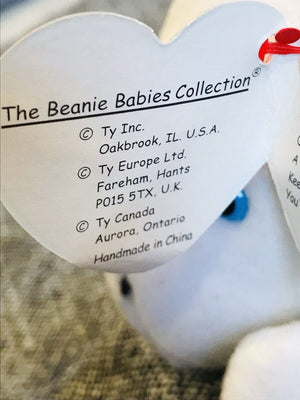 The Beanie Babies Collection®
© Ty Inc.
Oakbrook, IL. U.S.A.
© Ty Europe Ltd.
Fareham, Hants
PO15 5TX, U.K.
© Ty Canada
Aurora, Ontario
Handmade in China